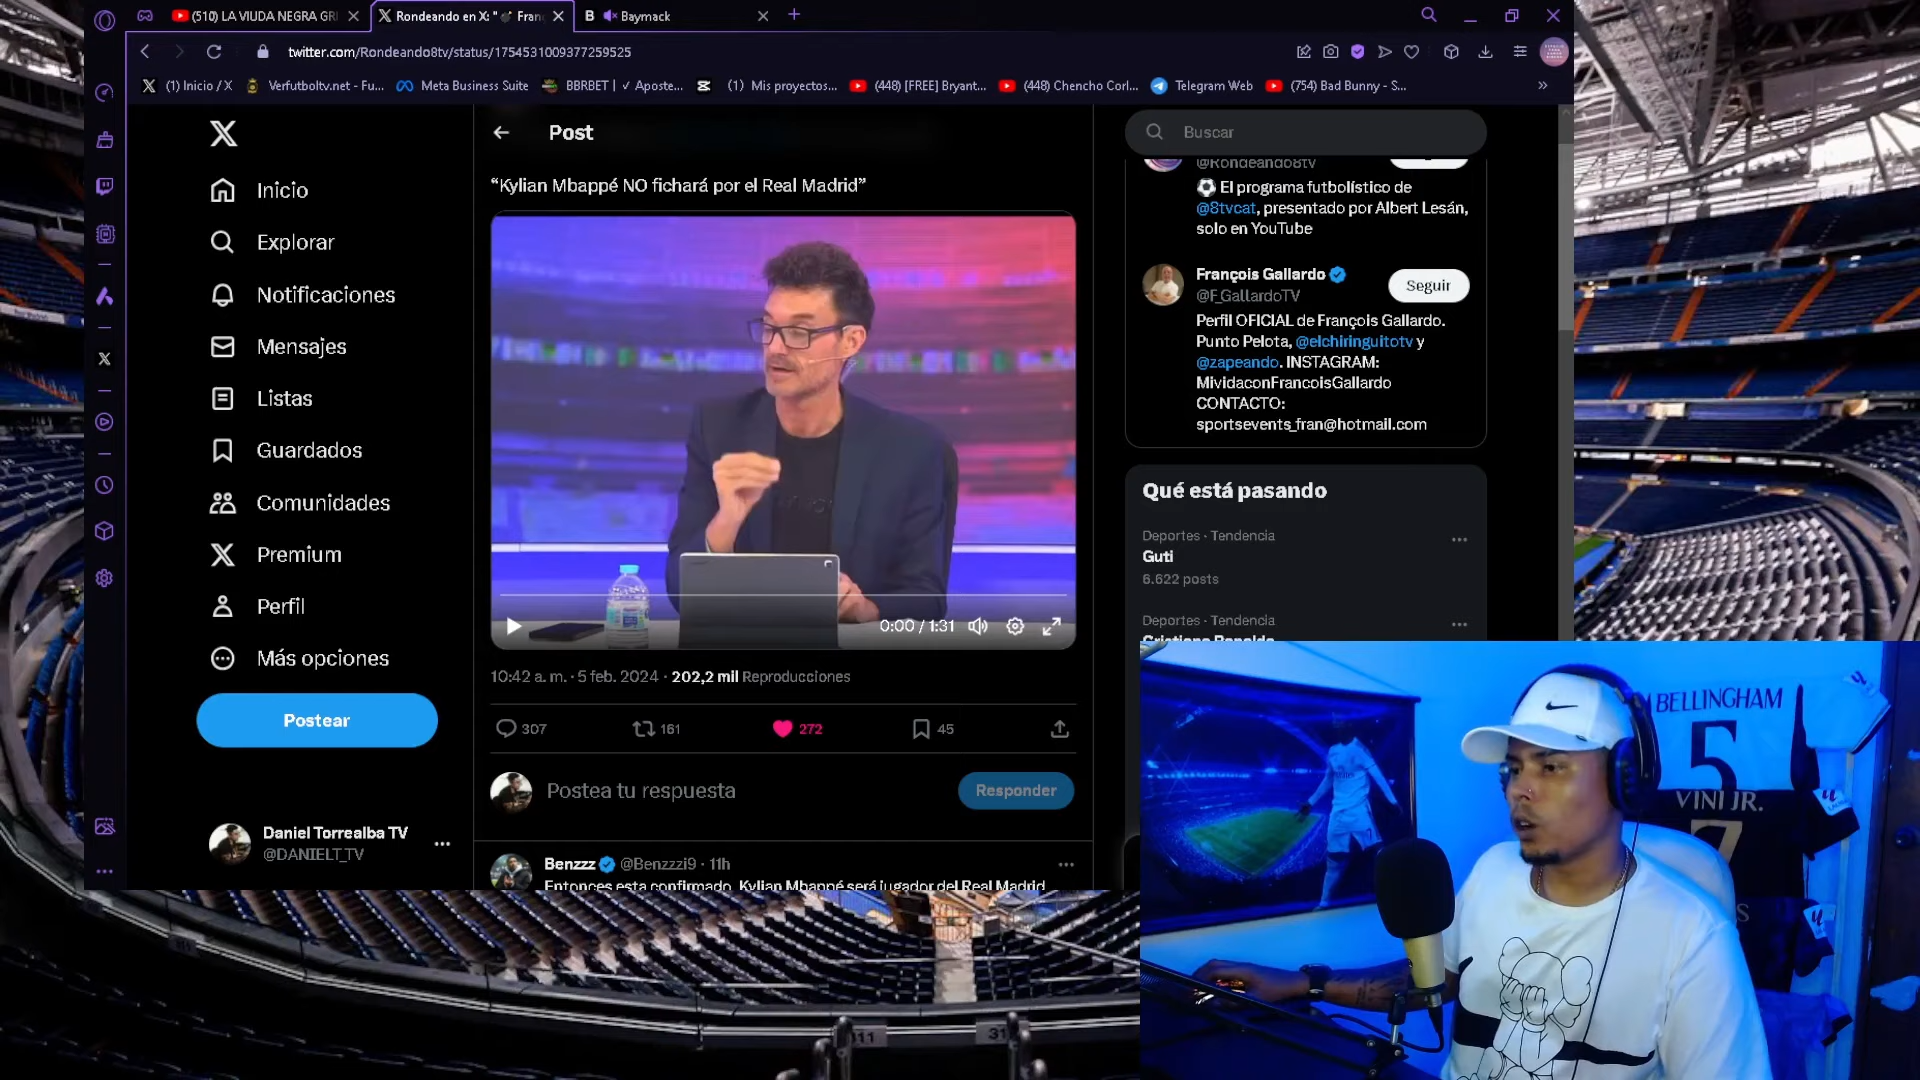 (510) LA VIUDA NEGRA GRI
Rondeando en X: "
Fran
B
Baymack
twitter.com/Rondeando8tv/status/1754531009377259525
(1) Inicio / X
Verfutboltv.net - Fu...
Meta Business Suite
BBRBET | ✓ Aposte...
(1) Mis proyectos...
(448) [FREE] Bryant...
(448) Chencho Corl...
Telegram Web
(754) Bad Bunny - S...
»
Inicio
Explorar
Notificaciones
Mensajes
Listas
Guardados
Comunidades
Premium
Perfil
Más opciones
Postear
Daniel Torrealba TV
@DANIELT_TV
Post
“Kylian Mbappé NO fichará por el Real Madrid”
0:00 / 1:31
10:42 a. m. · 5 feb. 2024 · 202,2 mil Reproducciones
307
161
272
45
Postea tu respuesta
Responder
Benzzz @Benzzzi9 · 11h
Entonces esta confirmado, Kylian Mbappé será jugador del Real Madrid
Buscar
@Rondeando8tv
El programa futbolístico de
@8tvcat, presentado por Albert Lesán,
solo en YouTube
François Gallardo
@F_GallardoTV
Seguir
Perfil OFICIAL de François Gallardo.
Punto Pelota, @elchiringuitotv y
@zapeando. INSTAGRAM:
MividaconFrancoisGallardo
CONTACTO:
sportsevents_fran@hotmail.com
Qué está pasando
Deportes · Tendencia
Guti
6.622 posts
Deportes · Tendencia
Cristiano Ronaldo
BELLINGHAM
5
VINI JR.
7